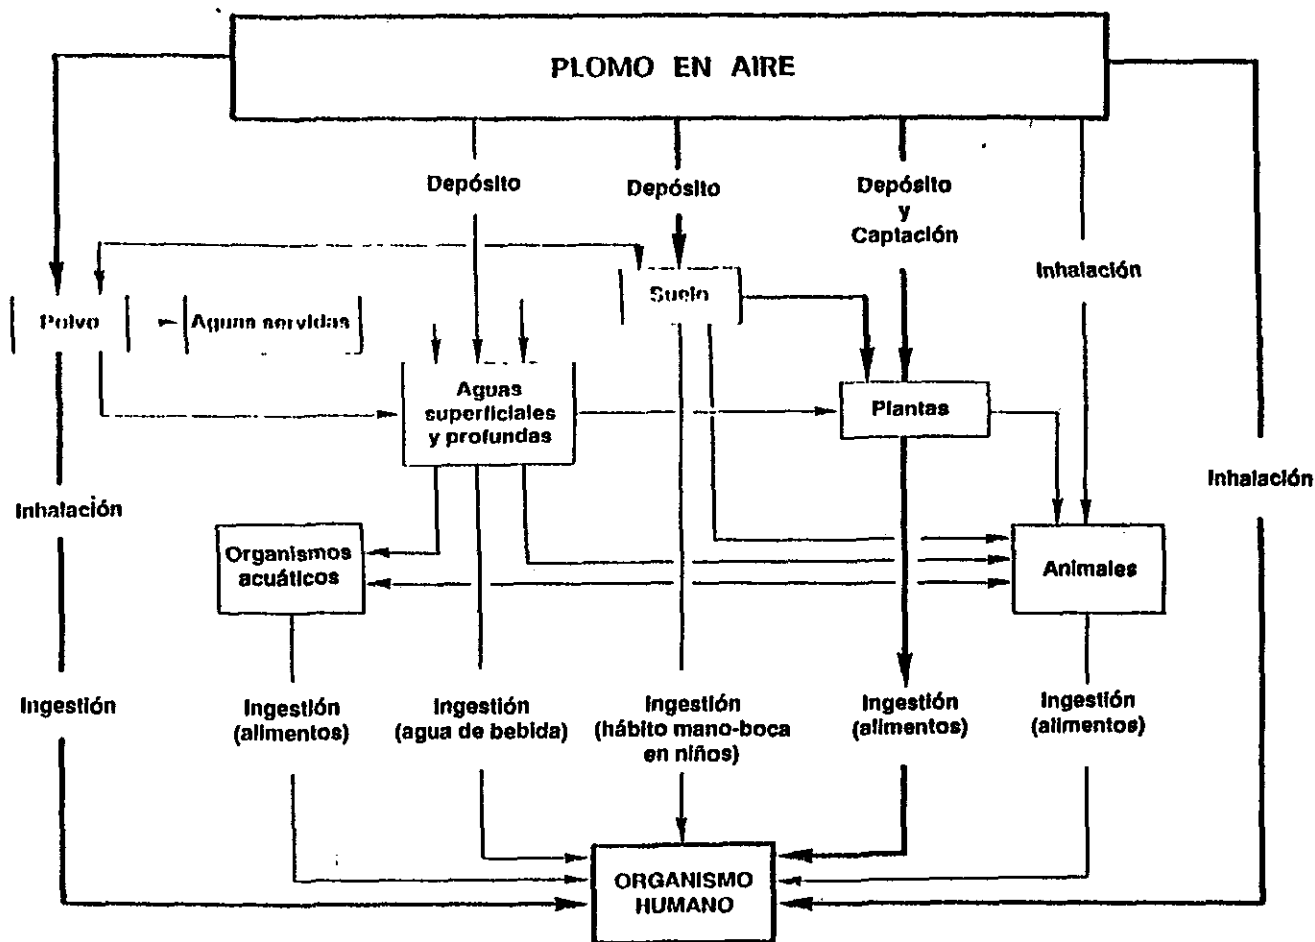 PLOMO EN AIRE
Depósito
Depósito
Depósito
y
Captación
Inhalación
Polvo
Aguas servidas
Suelo
Aguas
superficiales
y profundas
Plantas
Inhalación
Inhalación
Organismos
acuáticos
Animales
Ingestión
Ingestión
(alimentos)
Ingestión
(agua de bebida)
Ingestión
(hábito mano-boca
en niños)
Ingestión
(alimentos)
Ingestión
(alimentos)
ORGANISMO
HUMANO